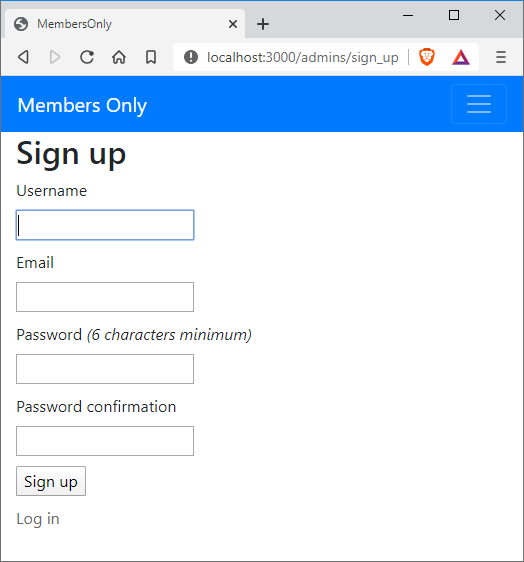 MembersOnly
localhost:3000/admins/sign_up
Members Only
Sign up
Username
Email
Password (6 characters minimum)
Password confirmation
Sign up
Log in